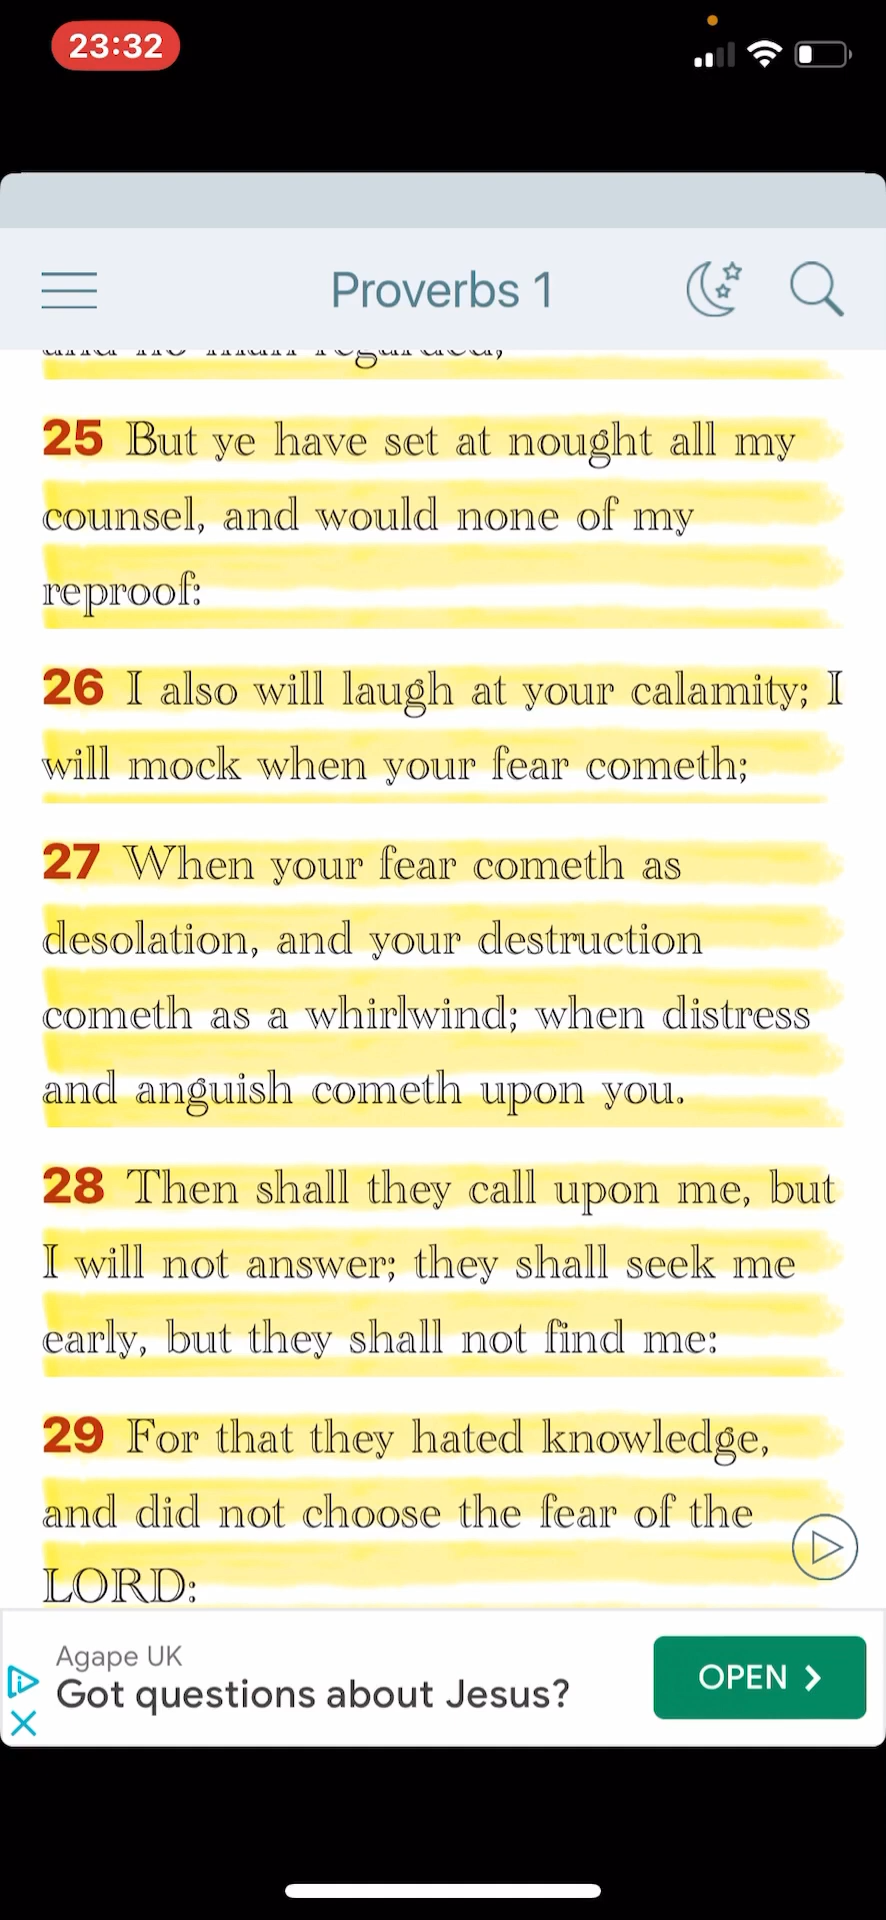 23:32
Proverbs 1
and no man regarded;
25 But ye have set at nought all my
counsel, and would none of my
reproof:
26 I also will laugh at your calamity; I
will mock when your fear cometh;
27 When your fear cometh as
desolation, and your destruction
cometh as a whirlwind; when distress
and anguish cometh upon you.
28 Then shall they call upon me, but
I will not answer; they shall seek me
early, but they shall not find me:
29 For that they hated knowledge,
and did not choose the fear of the
LORD:
Agape UK
Got questions about Jesus?
OPEN